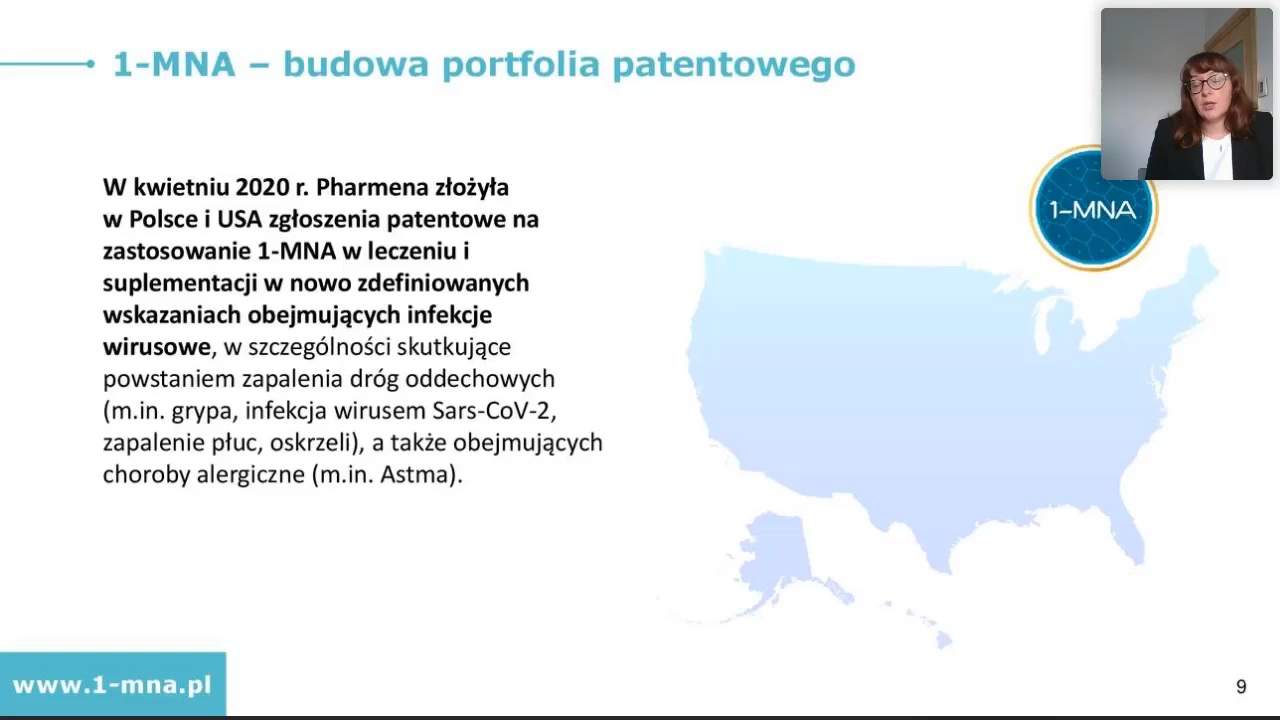 1-MNA – budowa portfolia patentowego
W kwietniu 2020 r. Pharmena złożyła
w Polsce i USA zgłoszenia patentowe na
zastosowanie 1-MNA w leczeniu i
suplementacji w nowo zdefiniowanych
wskazaniach obejmujących infekcje
wirusowe, w szczególności skutkujące
powstaniem zapalenia dróg oddechowych
(m.in. grypa, infekcja wirusem Sars-CoV-2,
zapalenie płuc, oskrzeli), a także obejmujących
choroby alergiczne (m.in. Astma).
1-MNA
www.1-mna.pl
9